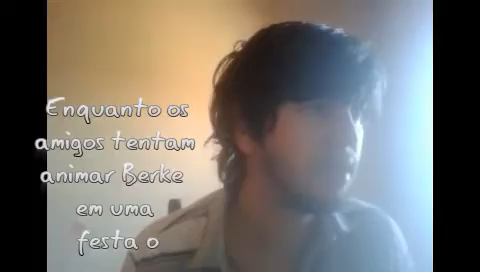 Enquanto os
amigos tentam
animar Berke
em uma
festa o